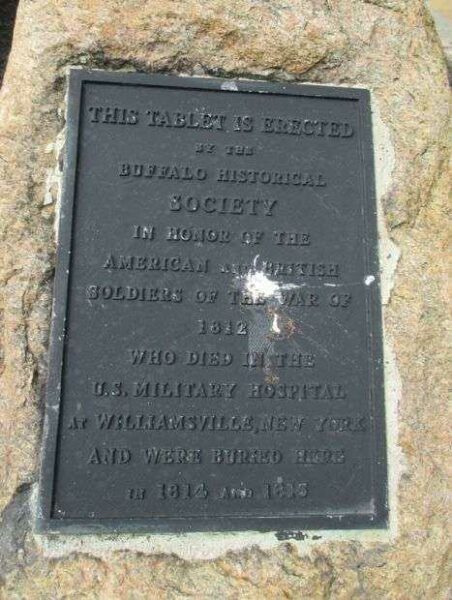 THIS TABLET IS ERECTED
BY THE
BUFFALO HISTORICAL
SOCIETY
IN HONOR OF THE
AMERICAN AND BRITISH
SOLDIERS OF THE WAR OF
1812
WHO DIED IN THE
U.S. MILITARY HOSPITAL
AT WILLIAMSVILLE, NEW YORK
AND WERE BURIED HERE
IN 1814 AND 1815